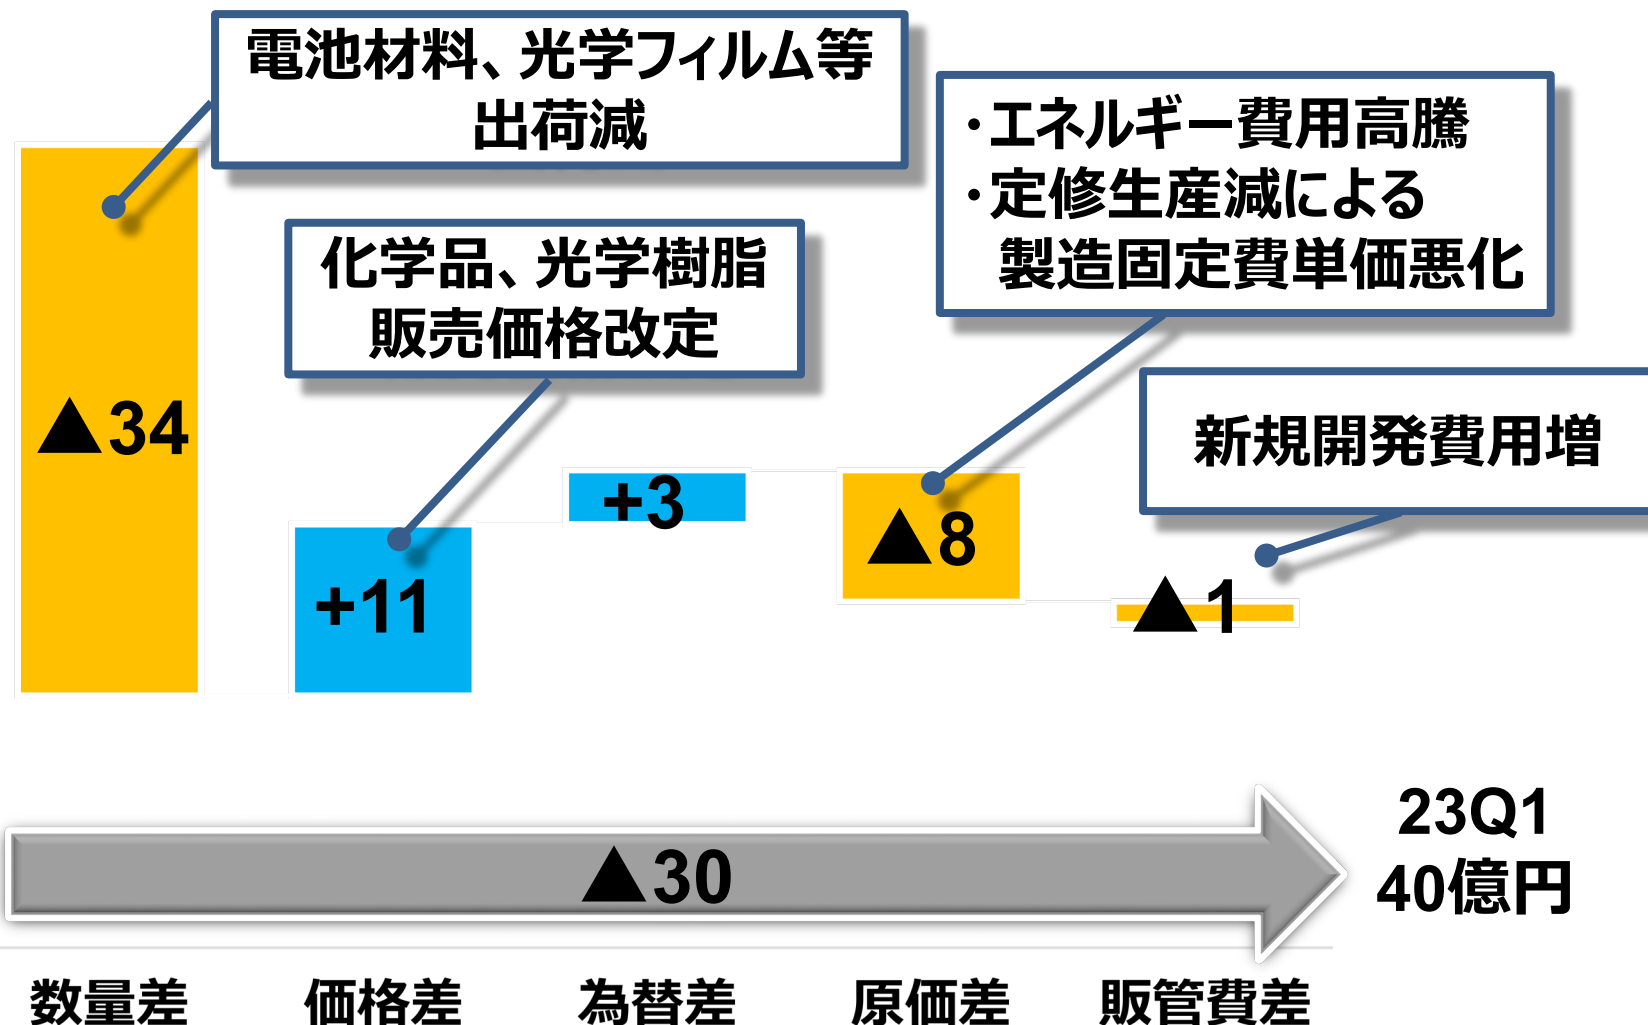 電池材料、光学フィルム等
出荷減
・エネルギー費用高騰
・定修生産減による
製造固定費単価悪化
化学品、光学樹脂
販売価格改定
新規開発費用増
▲34
+11
+3
▲8
▲1
▲30
23Q1
40億円
数量差
価格差
為替差
原価差
販管費差